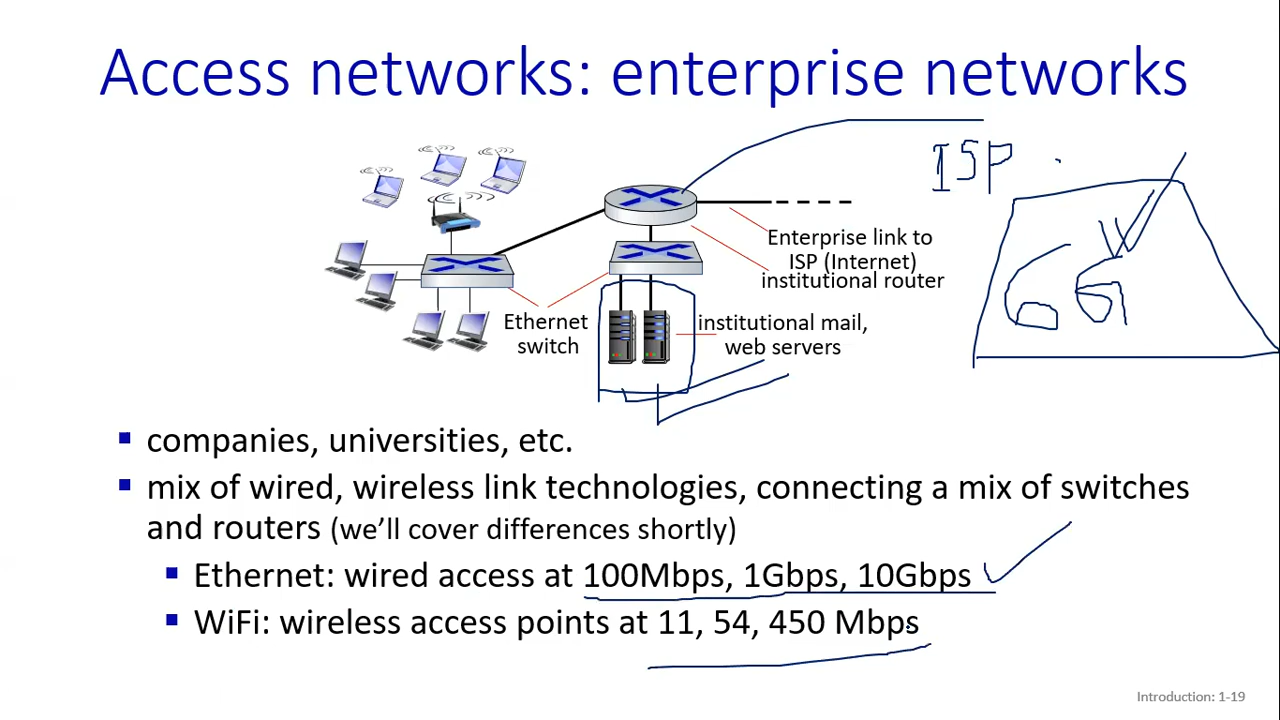 Access networks: enterprise networks
ISP
Enterprise link to
ISP (Internet)
institutional router
Ethernet
switch
institutional mail,
web servers
▪ companies, universities, etc.
▪ mix of wired, wireless link technologies, connecting a mix of switches
and routers (we’ll cover differences shortly)
▪ Ethernet: wired access at 100Mbps, 1Gbps, 10Gbps
▪ WiFi: wireless access points at 11, 54, 450 Mbps
Introduction: 1-19